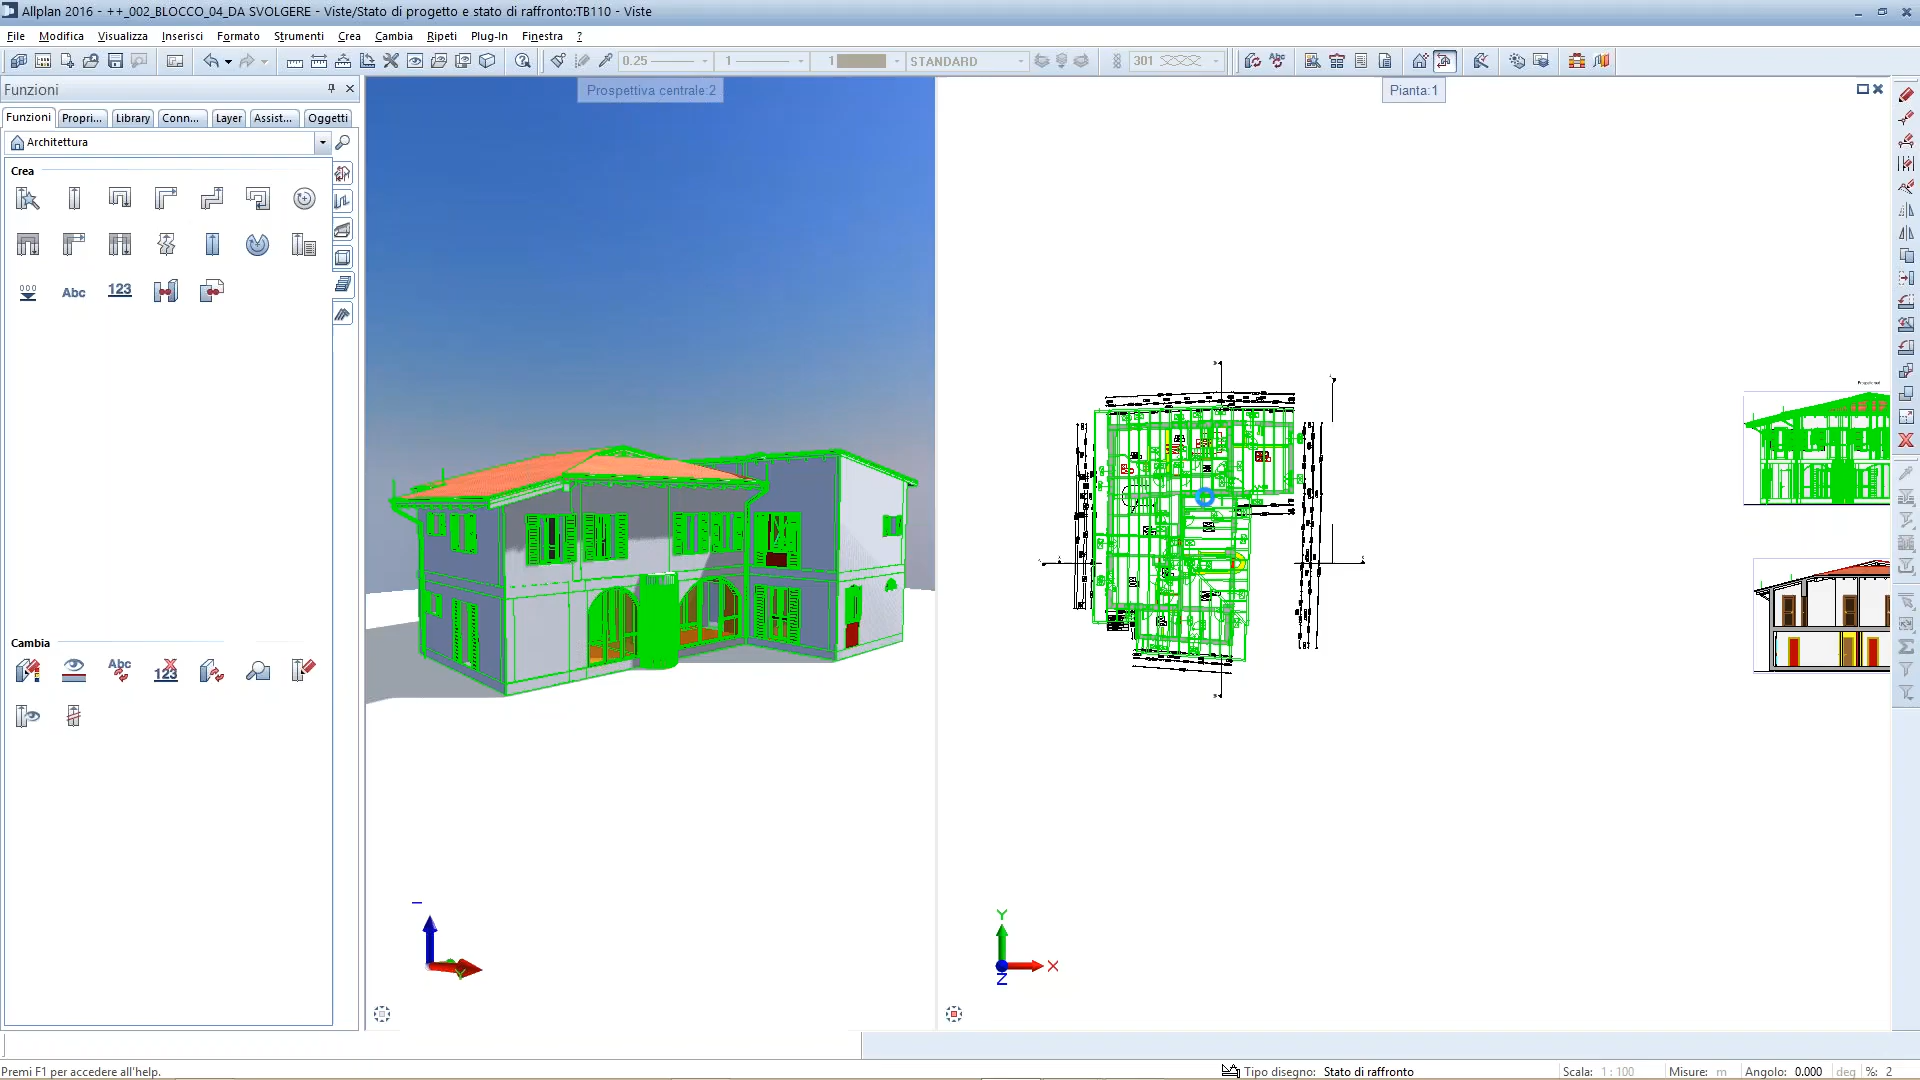 Allplan 2016 - ++_002_BLOCCO_04_DA SVOLGERE - Viste/Stato di progetto e stato di raffronto:TB110 - Viste
File Modifica Visualizza Inserisci Formato Strumenti Crea Cambia Ripeti Plug-In Finestra ?
0.25 1 1 STANDARD 301
Funzioni
Prospettiva centrale:2
Pianta:1
Funzioni Propri... Library Conn... Layer Assist... Oggetti
Architettura
Crea
Abc 123
Cambia
Abc 123
Y
X
Z
Premi F1 per accedere all'help.
Tipo disegno: Stato di raffronto
Scala: 1 : 100 Misure: m Angolo: 0.000 deg %: 2